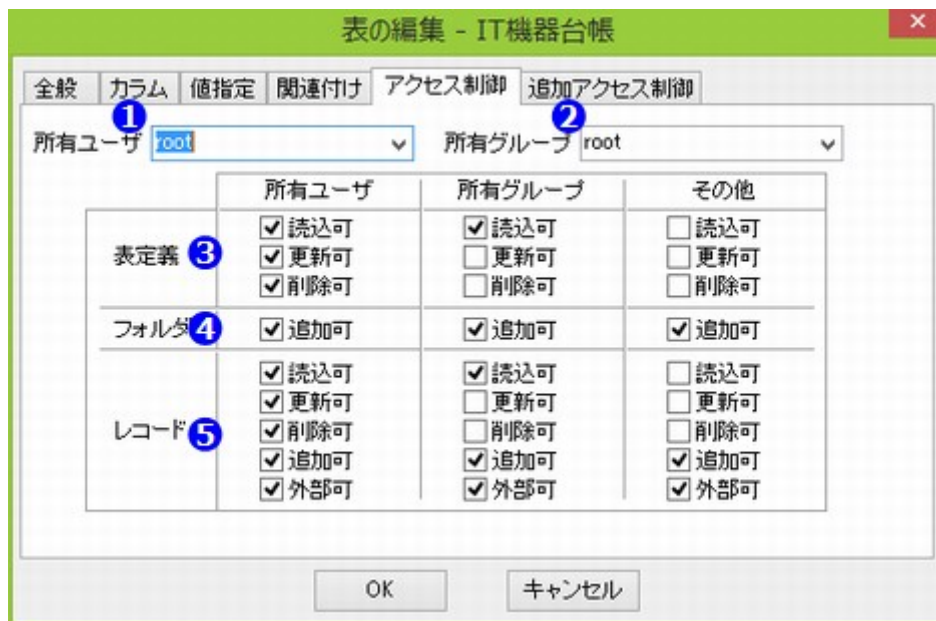 表の編集 - IT機器台帳
×
全般 カラム 値指定 関連付け アクセス制御 追加アクセス制御
1 2
所有ユーザ root 所有グループ root
所有ユーザ 所有グループ その他
読込可 読込可 読込可
表定義 3 更新可 更新可 更新可
削除可 削除可 削除可
フォルダ 4 追加可 追加可 追加可
読込可 読込可 読込可
更新可 更新可 更新可
レコード 5 削除可 削除可 削除可
追加可 追加可 追加可
外部可 外部可 外部可
OK キャンセル